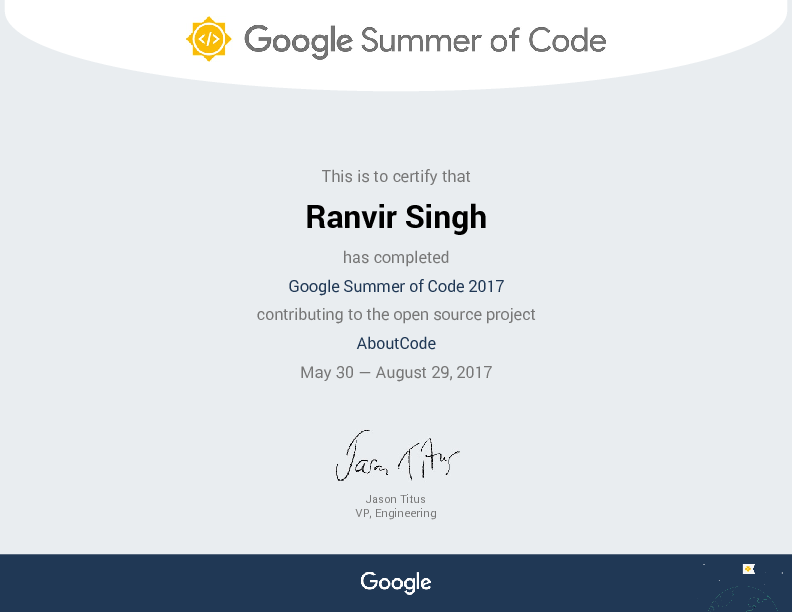 </> Google Summer of Code
This is to certify that
Ranvir Singh
has completed
Google Summer of Code 2017
contributing to the open source project
AboutCode
May 30 — August 29, 2017
Jason Titus
Jason Titus
VP, Engineering
Google